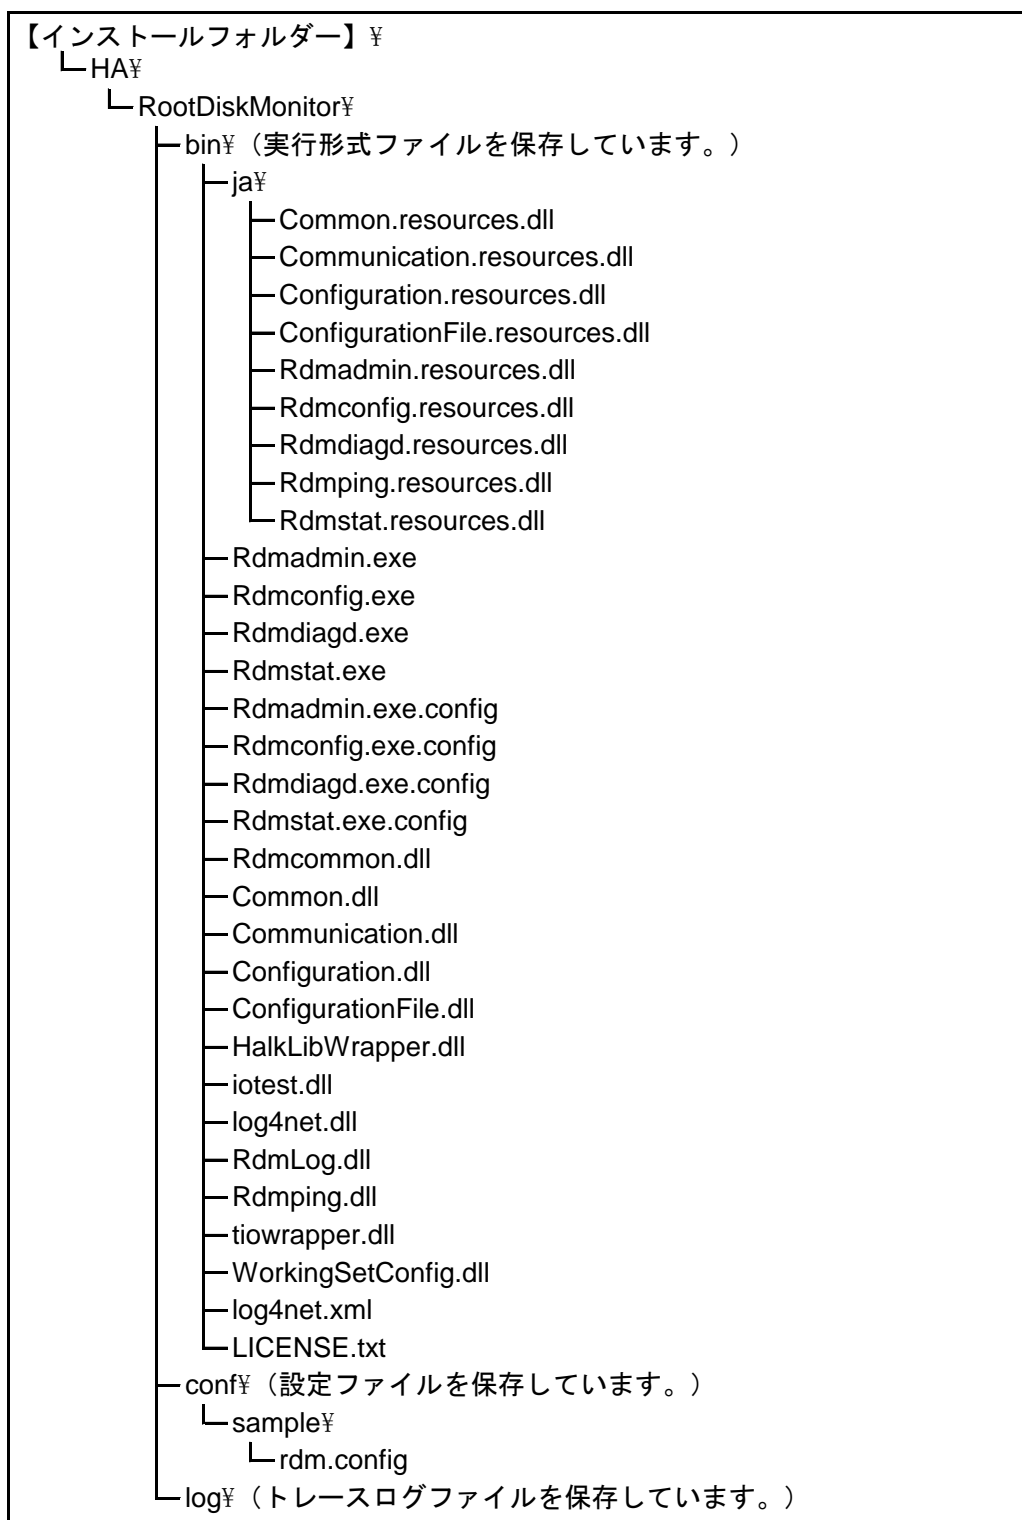 【インストールフォルダー】¥
HA¥
RootDiskMonitor¥
bin¥（実行形式ファイルを保存しています。）
ja¥
Common.resources.dll
Communication.resources.dll
Configuration.resources.dll
ConfigurationFile.resources.dll
Rdmadmin.resources.dll
Rdmconfig.resources.dll
Rdmdiagd.resources.dll
Rdmping.resources.dll
Rdmstat.resources.dll
Rdmadmin.exe
Rdmconfig.exe
Rdmdiagd.exe
Rdmstat.exe
Rdmadmin.exe.config
Rdmconfig.exe.config
Rdmdiagd.exe.config
Rdmstat.exe.config
Rdmcommon.dll
Common.dll
Communication.dll
Configuration.dll
ConfigurationFile.dll
HalkLibWrapper.dll
iotest.dll
log4net.dll
RdmLog.dll
Rdmping.dll
tiowrapper.dll
WorkingSetConfig.dll
log4net.xml
LICENSE.txt
conf¥（設定ファイルを保存しています。）
sample¥
rdm.config
log¥（トレースログファイルを保存しています。）